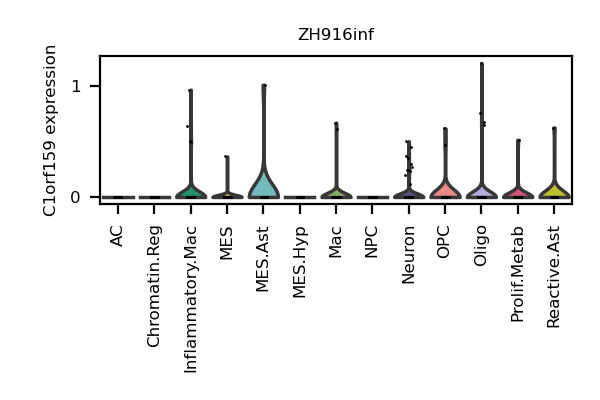 ZH916inf
C1orf159 expression
1
0
AC
Chromatin.Reg
Inflammatory.Mac
MES
MES.Ast
MES.Hyp
Mac
NPC
Neuron
OPC
Oligo
Prolif.Metab
Reactive.Ast